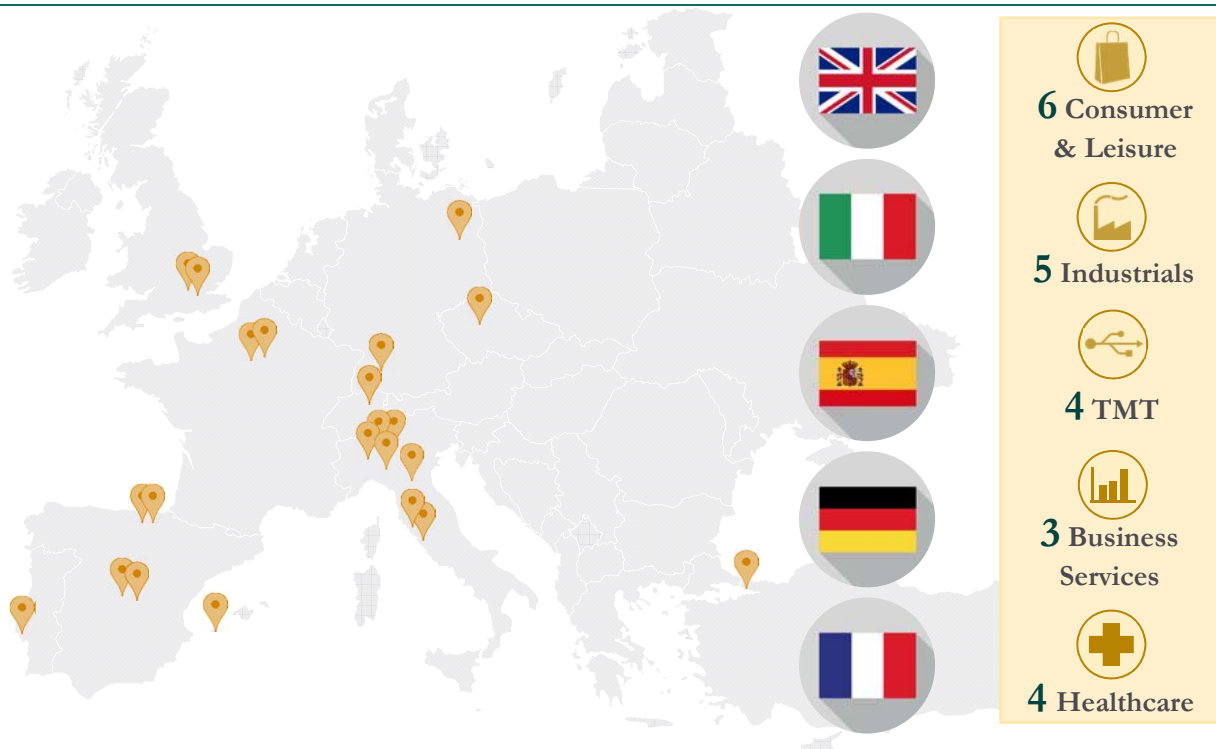 6 Consumer
& Leisure
5 Industrials
4 TMT
3 Business
Services
4 Healthcare